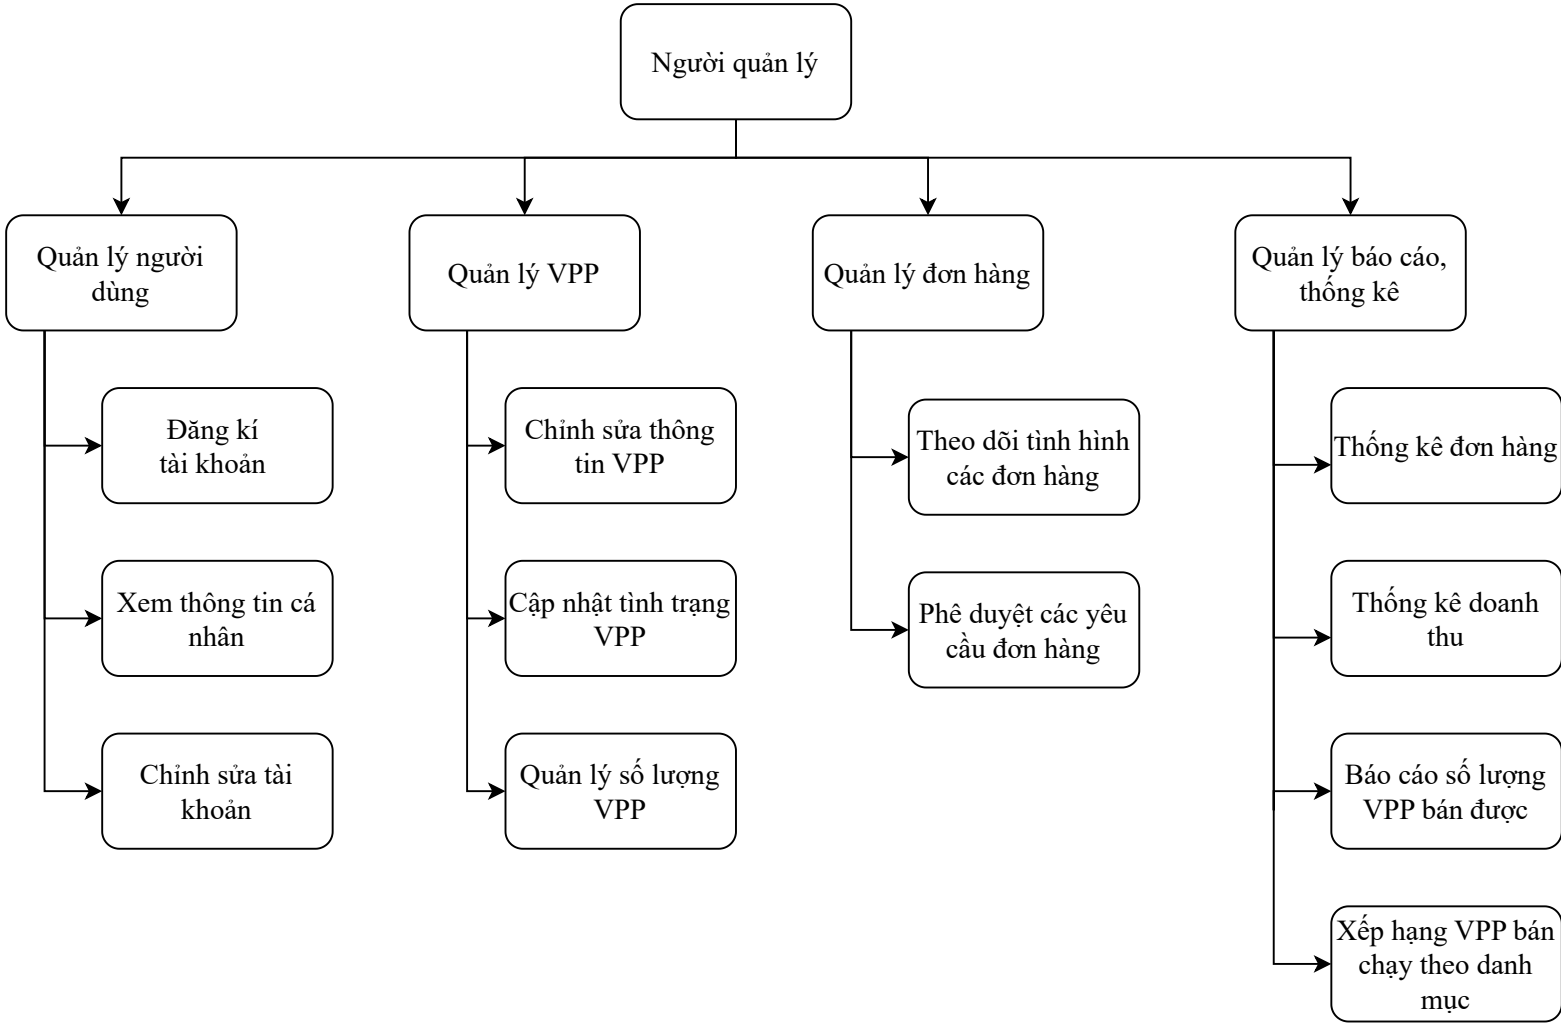 Người quản lý
Quản lý người
dùng
Quản lý VPP
Quản lý đơn hàng
Quản lý báo cáo,
thống kê
Đăng kí
tài khoản
Xem thông tin cá
nhân
Chỉnh sửa tài
khoản
Chỉnh sửa thông
tin VPP
Cập nhật tình trạng
VPP
Quản lý số lượng
VPP
Theo dõi tình hình
các đơn hàng
Phê duyệt các yêu
cầu đơn hàng
Thống kê đơn hàng
Thống kê doanh
thu
Báo cáo số lượng
VPP bán được
Xếp hạng VPP bán
chạy theo danh
mục